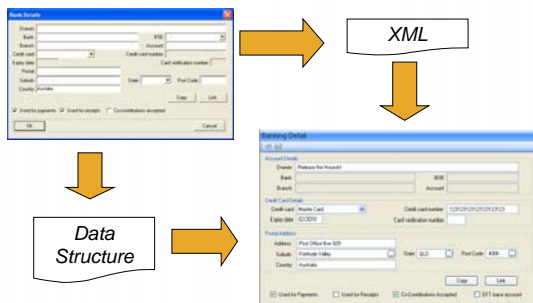 Bank Details
Drawer
Bank
BSB
Branch
Account
Credit card
Credit card number
Expiry date
Card verification number
Postal
Suburb
State
Post Code
Country
Australia
Copy
Link
Used for payments
Used for receipts
Co-contributions accepted
OK
Cancel
XML
Data
Structure
Banking Detail
Account Details
Drawer
Release the Hounds!
Bank
BSB
Branch
Account
Credit Card Details
Credit card
Master Card
Credit card number
Expiry date
02/2010
Card verification number
Postal Address
Address
Post Office Box 929
Suburb
Fortitude Valley
State
QLD
Post Code
4006
Country
Australia
Copy
Link
Used for Payments
Used for Receipts
Co-Contributions Accepted
EFT trace account